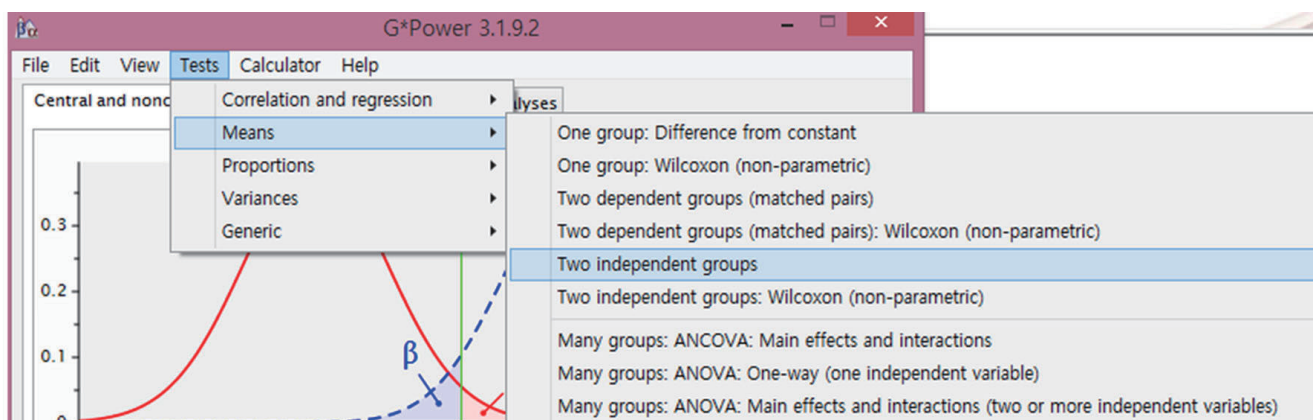 βα G*Power 3.1.9.2
File Edit View Tests Calculator Help
Central and nonc
lyses
Correlation and regression
Means
Proportions
Variances
Generic
One group: Difference from constant
One group: Wilcoxon (non-parametric)
Two dependent groups (matched pairs)
Two dependent groups (matched pairs): Wilcoxon (non-parametric)
Two independent groups
Two independent groups: Wilcoxon (non-parametric)
Many groups: ANCOVA: Main effects and interactions
Many groups: ANOVA: One-way (one independent variable)
Many groups: ANOVA: Main effects and interactions (two or more independent variables)
0.3
0.2
0.1
0
β